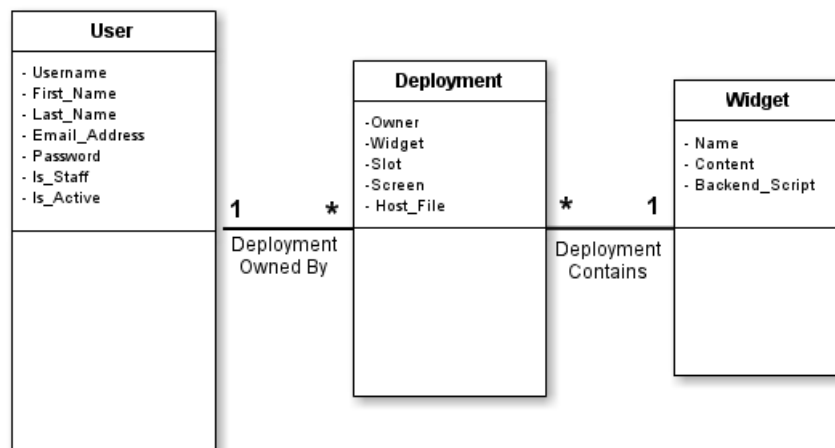 User
- Username
- First_Name
- Last_Name
- Email_Address
- Password
- Is_Staff
- Is_Active
1
*
Deployment
Owned By
Deployment
-Owner
-Widget
-Slot
-Screen
- Host_File
*
1
Deployment
Contains
Widget
- Name
- Content
- Backend_Script